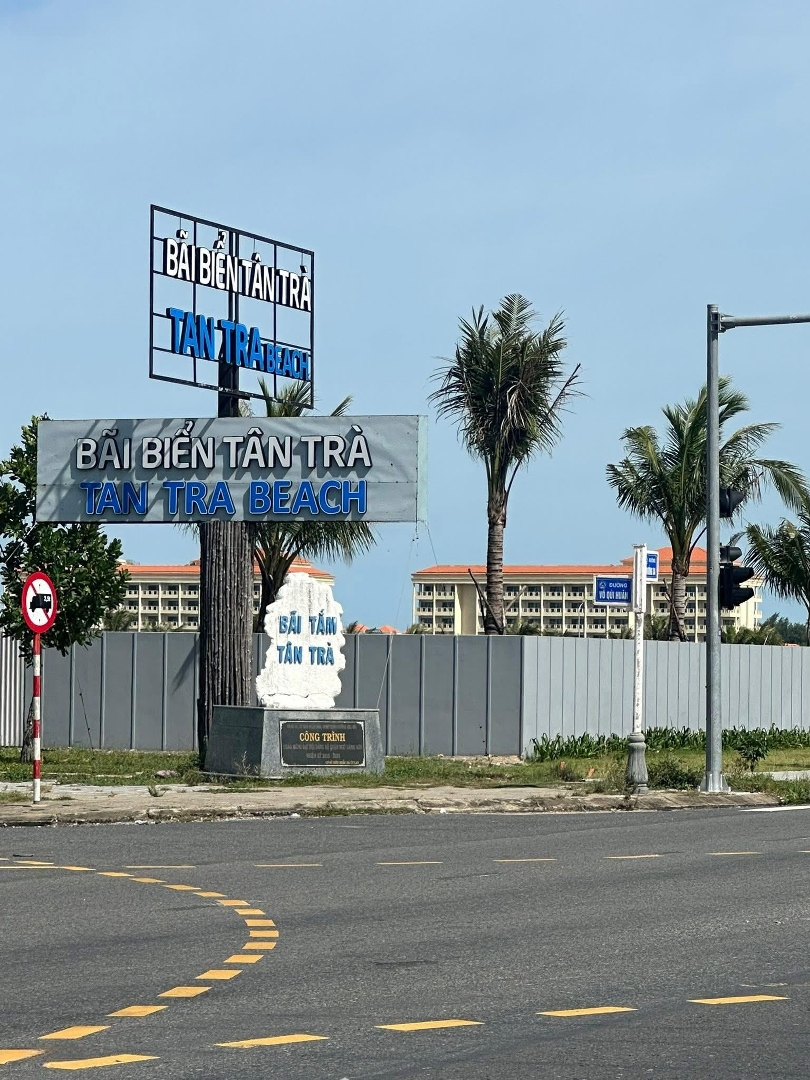 BÃI BIỂN TÂN TRÀ
TAN TRA BEACH
BÃI BIỂN TÂN TRÀ
TAN TRA BEACH
BÃI TẮM
TÂN TRÀ
CÔNG TRÌNH
ĐƯỜNG
VÕ QUÍ HUÂN